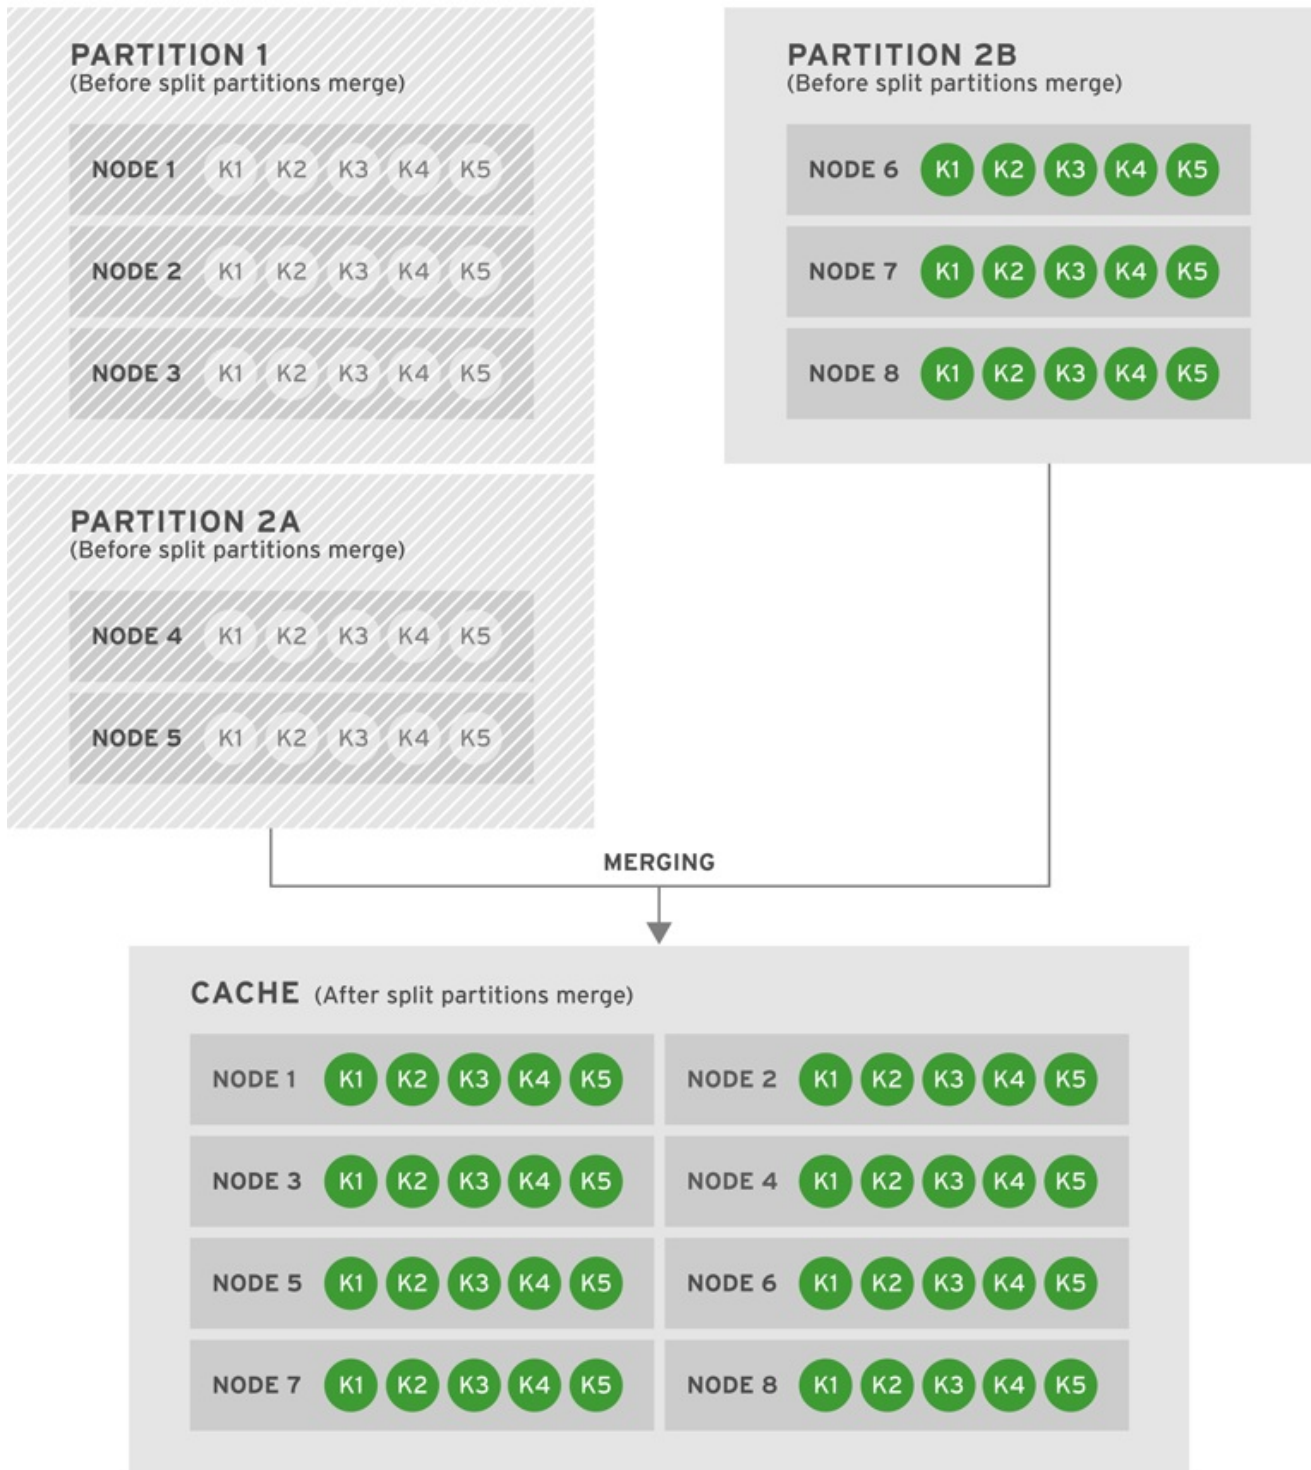 PARTITION 1
(Before split partitions merge)
NODE 1 K1 K2 K3 K4 K5
NODE 2 K1 K2 K3 K4 K5
NODE 3 K1 K2 K3 K4 K5
PARTITION 2B
(Before split partitions merge)
NODE 6 K1 K2 K3 K4 K5
NODE 7 K1 K2 K3 K4 K5
NODE 8 K1 K2 K3 K4 K5
PARTITION 2A
(Before split partitions merge)
NODE 4 K1 K2 K3 K4 K5
NODE 5 K1 K2 K3 K4 K5
MERGING
CACHE (After split partitions merge)
NODE 1 K1 K2 K3 K4 K5
NODE 2 K1 K2 K3 K4 K5
NODE 3 K1 K2 K3 K4 K5
NODE 4 K1 K2 K3 K4 K5
NODE 5 K1 K2 K3 K4 K5
NODE 6 K1 K2 K3 K4 K5
NODE 7 K1 K2 K3 K4 K5
NODE 8 K1 K2 K3 K4 K5